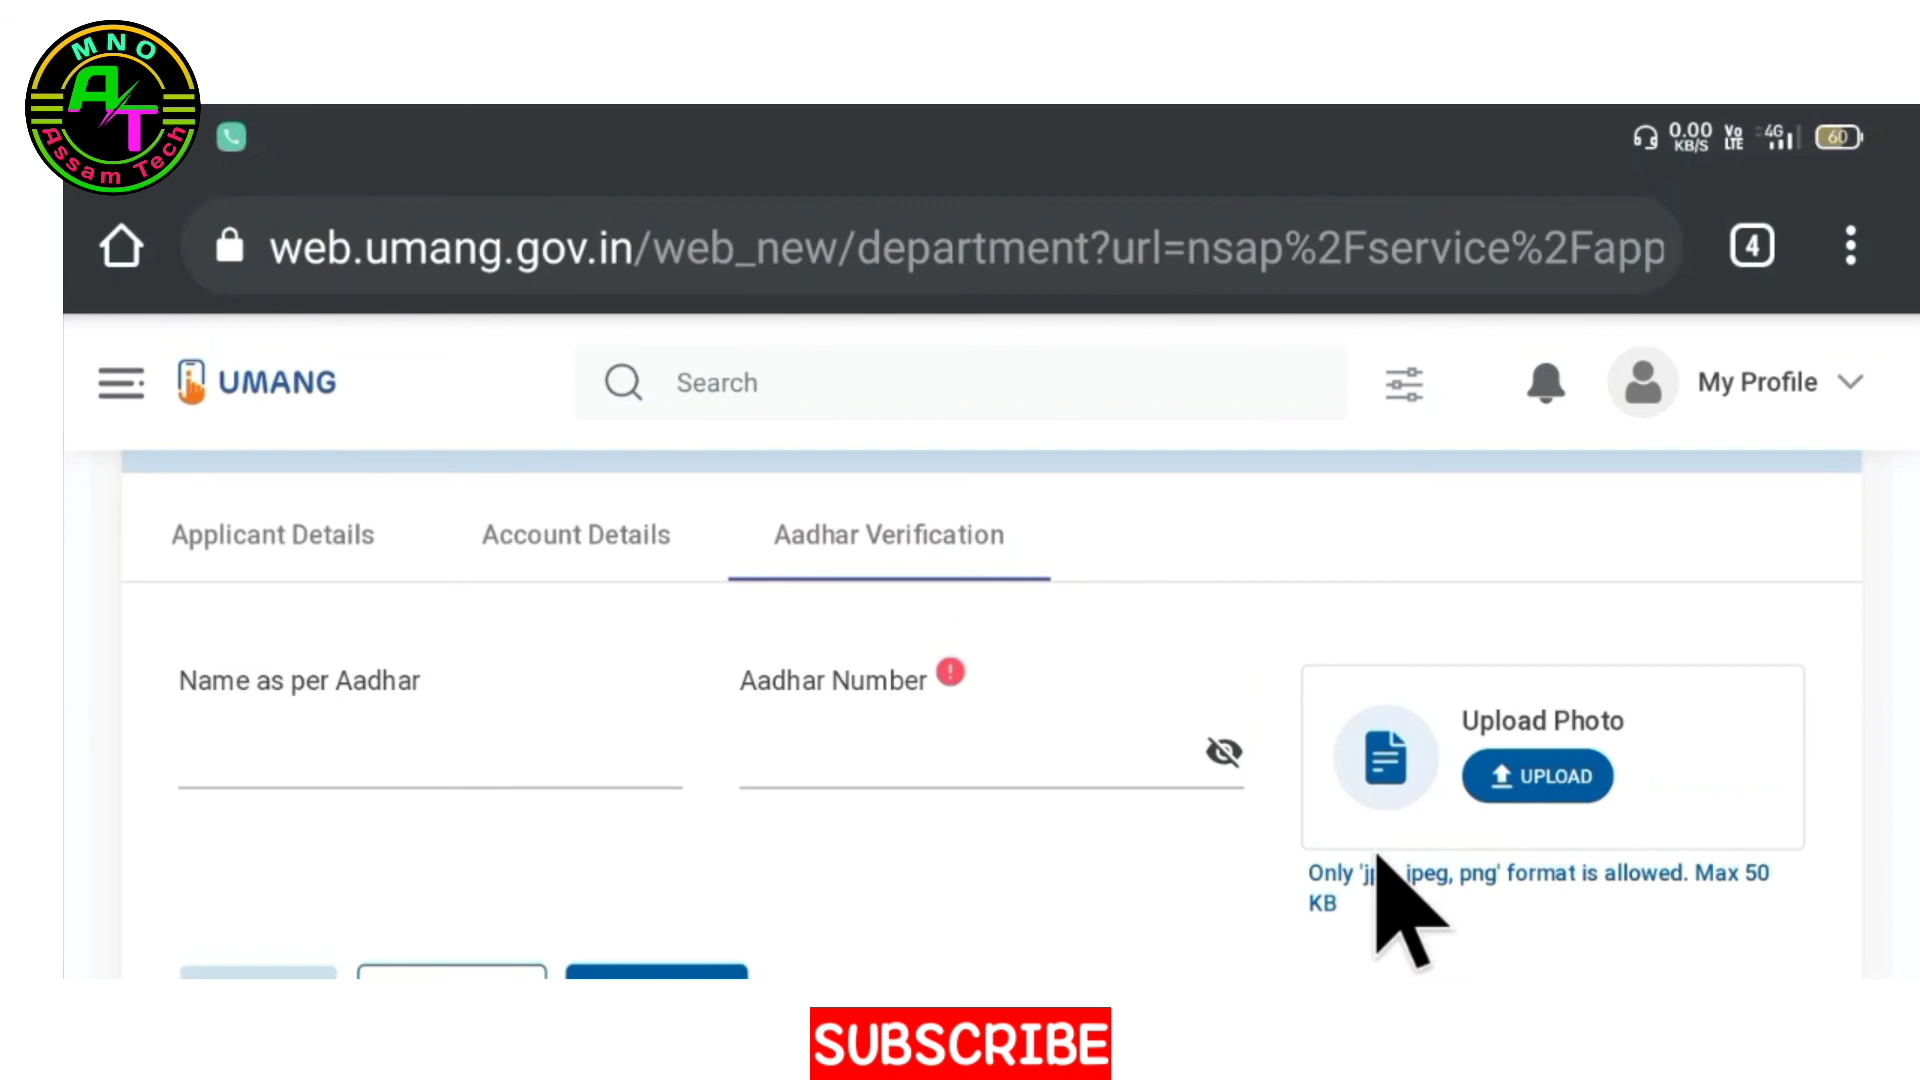 MNO
AT
Assam Tech
0.00
KB/S
Vo
LTE
4G
60
web.umang.gov.in/web_new/department?url=nsap%2Fservice%2Fapp
4
UMANG
Search
My Profile
Applicant Details
Account Details
Aadhar Verification
Name as per Aadhar
Aadhar Number
!
Upload Photo
UPLOAD
Only jpeg, png' format is allowed. Max 50
KB
SUBSCRIBE